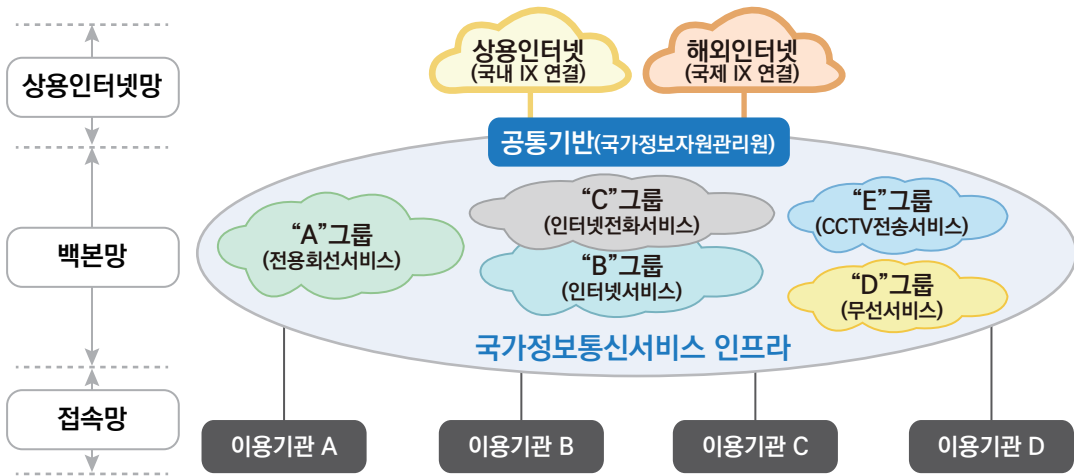 상용인터넷망
상용인터넷
(국내 IX 연결)
해외인터넷
(국제 IX 연결)
공통기반(국가정보자원관리원)
백본망
“A”그룹
(전용회선서비스)
“C”그룹
(인터넷전화서비스)
“B”그룹
(인터넷서비스)
“E”그룹
(CCTV전송서비스)
“D”그룹
(무선서비스)
국가정보통신서비스 인프라
접속망
이용기관 A
이용기관 B
이용기관 C
이용기관 D